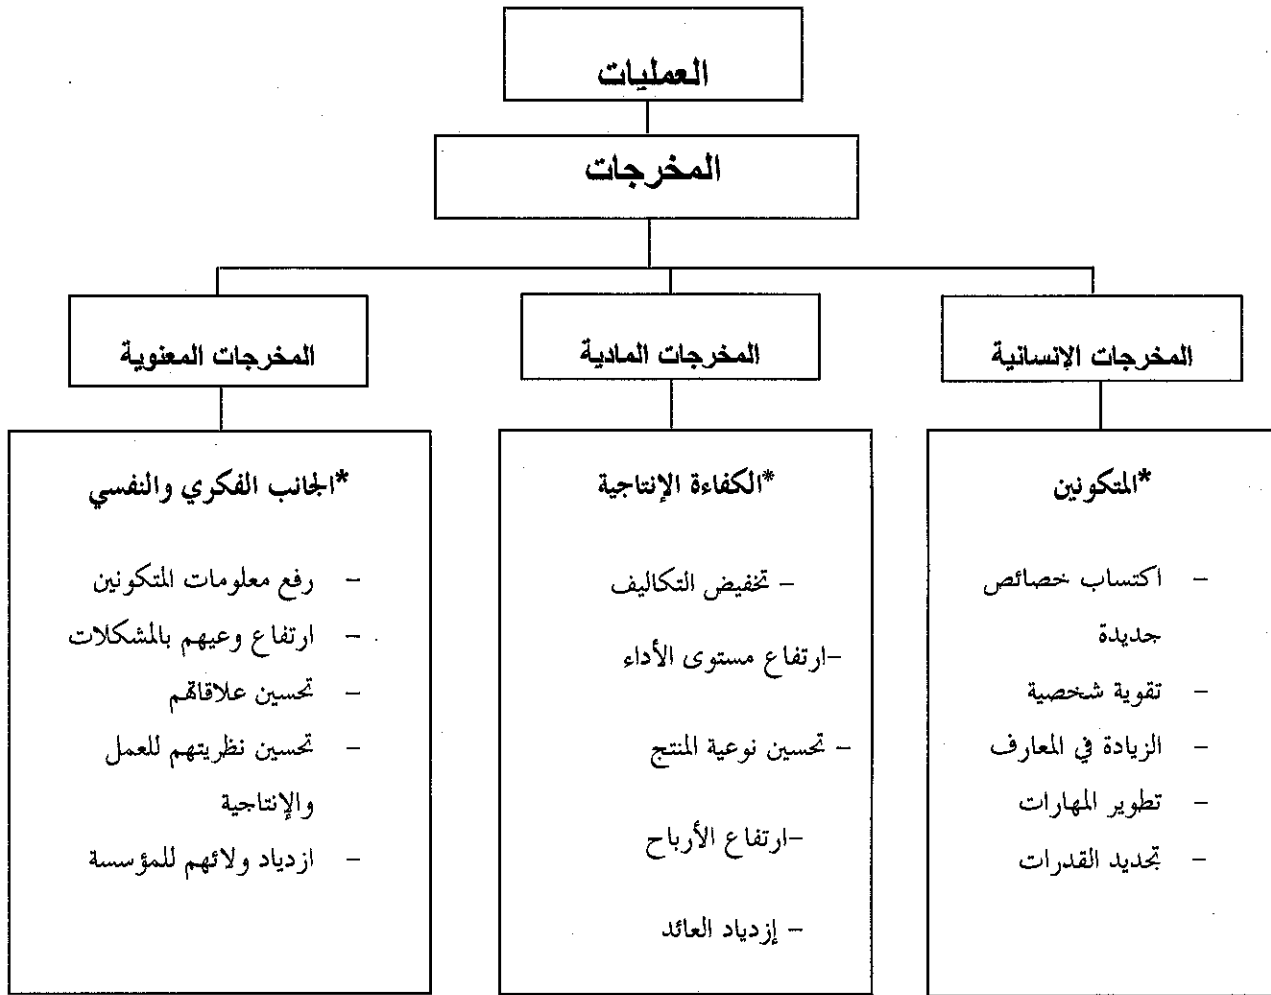 العمليات
المخرجات
المخرجات الإنسانية
*المتكونين
- اكتساب خصائص
جديدة
- تقوية شخصية
- الزيادة في المعارف
- تطوير المهارات
- تجديد القدرات
المخرجات المادية
*الكفاءة الإنتاجية
- تخفيض التكاليف
-ارتفاع مستوى الأداء
- تحسين نوعية المنتج
-ارتفاع الأرباح
- إزدياد العائد
المخرجات المعنوية
*الجانب الفكري والنفسي
- رفع معلومات المتكونين
- ارتفاع وعيهم بالمشكلات
- تحسين علاقاتهم
- تحسين نظريتهم للعمل
والإنتاجية
- ازدياد ولائهم للمؤسسة